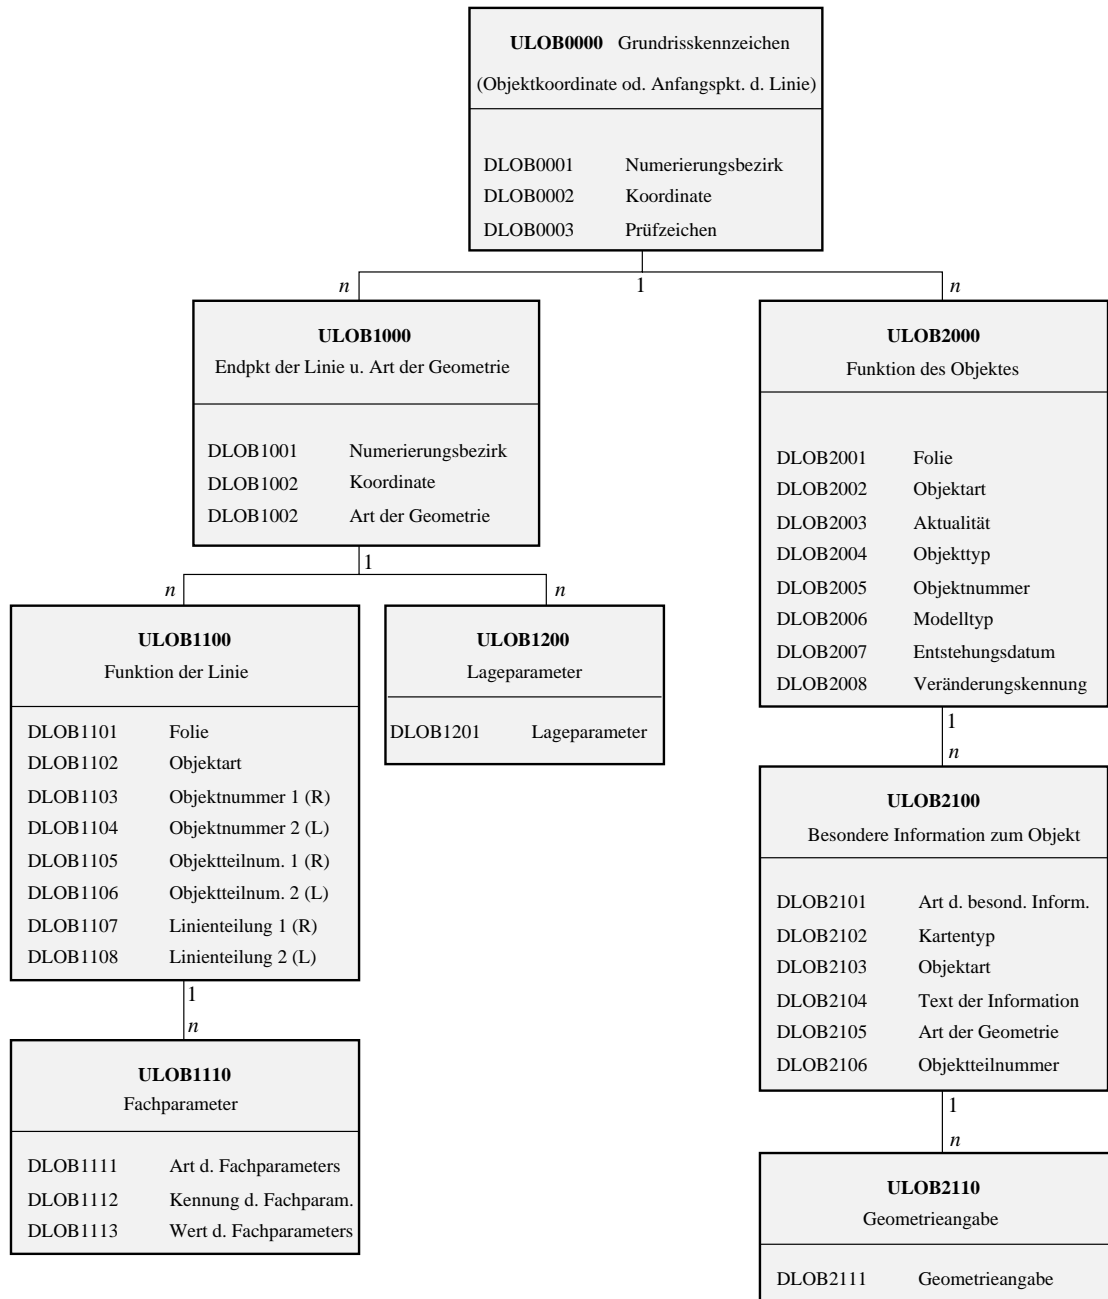 ULOB0000 Grundrisskennzeichen
(Objektkoordinate od. Anfangspkt. d. Linie)
DLOB0001 Numerierungsbezirk
DLOB0002 Koordinate
DLOB0003 Prüfzeichen
n 1 n
ULOB1000
Endpkt der Linie u. Art der Geometrie
DLOB1001 Numerierungsbezirk
DLOB1002 Koordinate
DLOB1002 Art der Geometrie
1
n n
ULOB1100
Funktion der Linie
DLOB1101 Folie
DLOB1102 Objektart
DLOB1103 Objektnummer 1 (R)
DLOB1104 Objektnummer 2 (L)
DLOB1105 Objektteilnum. 1 (R)
DLOB1106 Objektteilnum. 2 (L)
DLOB1107 Linienteilung 1 (R)
DLOB1108 Linienteilung 2 (L)
1
n
ULOB1110
Fachparameter
DLOB1111 Art d. Fachparameters
DLOB1112 Kennung d. Fachparam.
DLOB1113 Wert d. Fachparameters
ULOB1200
Lageparameter
DLOB1201 Lageparameter
ULOB2000
Funktion des Objektes
DLOB2001 Folie
DLOB2002 Objektart
DLOB2003 Aktualität
DLOB2004 Objekttyp
DLOB2005 Objektnummer
DLOB2006 Modelltyp
DLOB2007 Entstehungsdatum
DLOB2008 Veränderungskennung
1
n
ULOB2100
Besondere Information zum Objekt
DLOB2101 Art d. besond. Inform.
DLOB2102 Kartentyp
DLOB2103 Objektart
DLOB2104 Text der Information
DLOB2105 Art der Geometrie
DLOB2106 Objektteilnummer
1
n
ULOB2110
Geometrieangabe
DLOB2111 Geometrieangabe